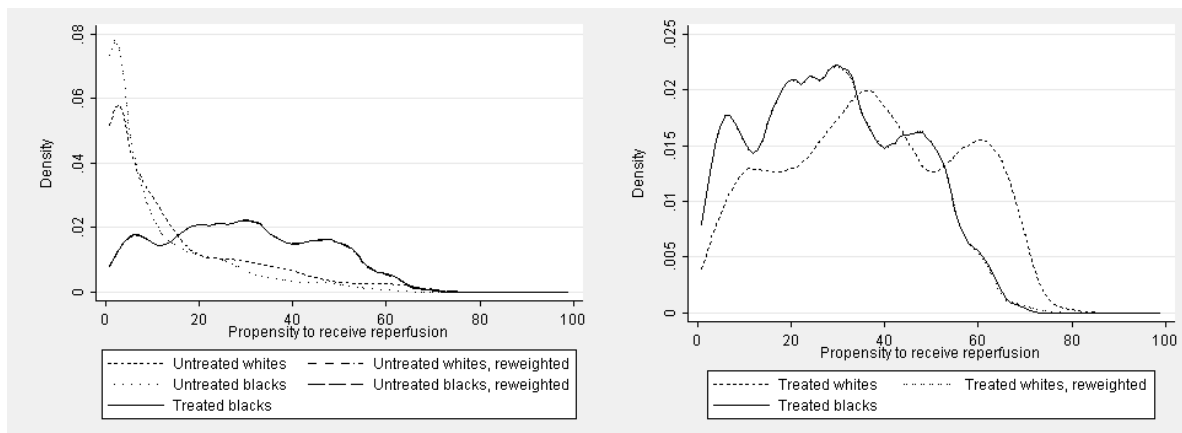 .08
.06
.04
.02
0
Density
0 20 40 60 80 100
Propensity to receive reperfusion
Untreated whites Untreated whites, reweighted
Untreated blacks Untreated blacks, reweighted
Treated blacks
.025
.02
.015
.01
.005
0
Density
0 20 40 60 80 100
Propensity to receive reperfusion
Treated whites Treated whites, reweighted
Treated blacks